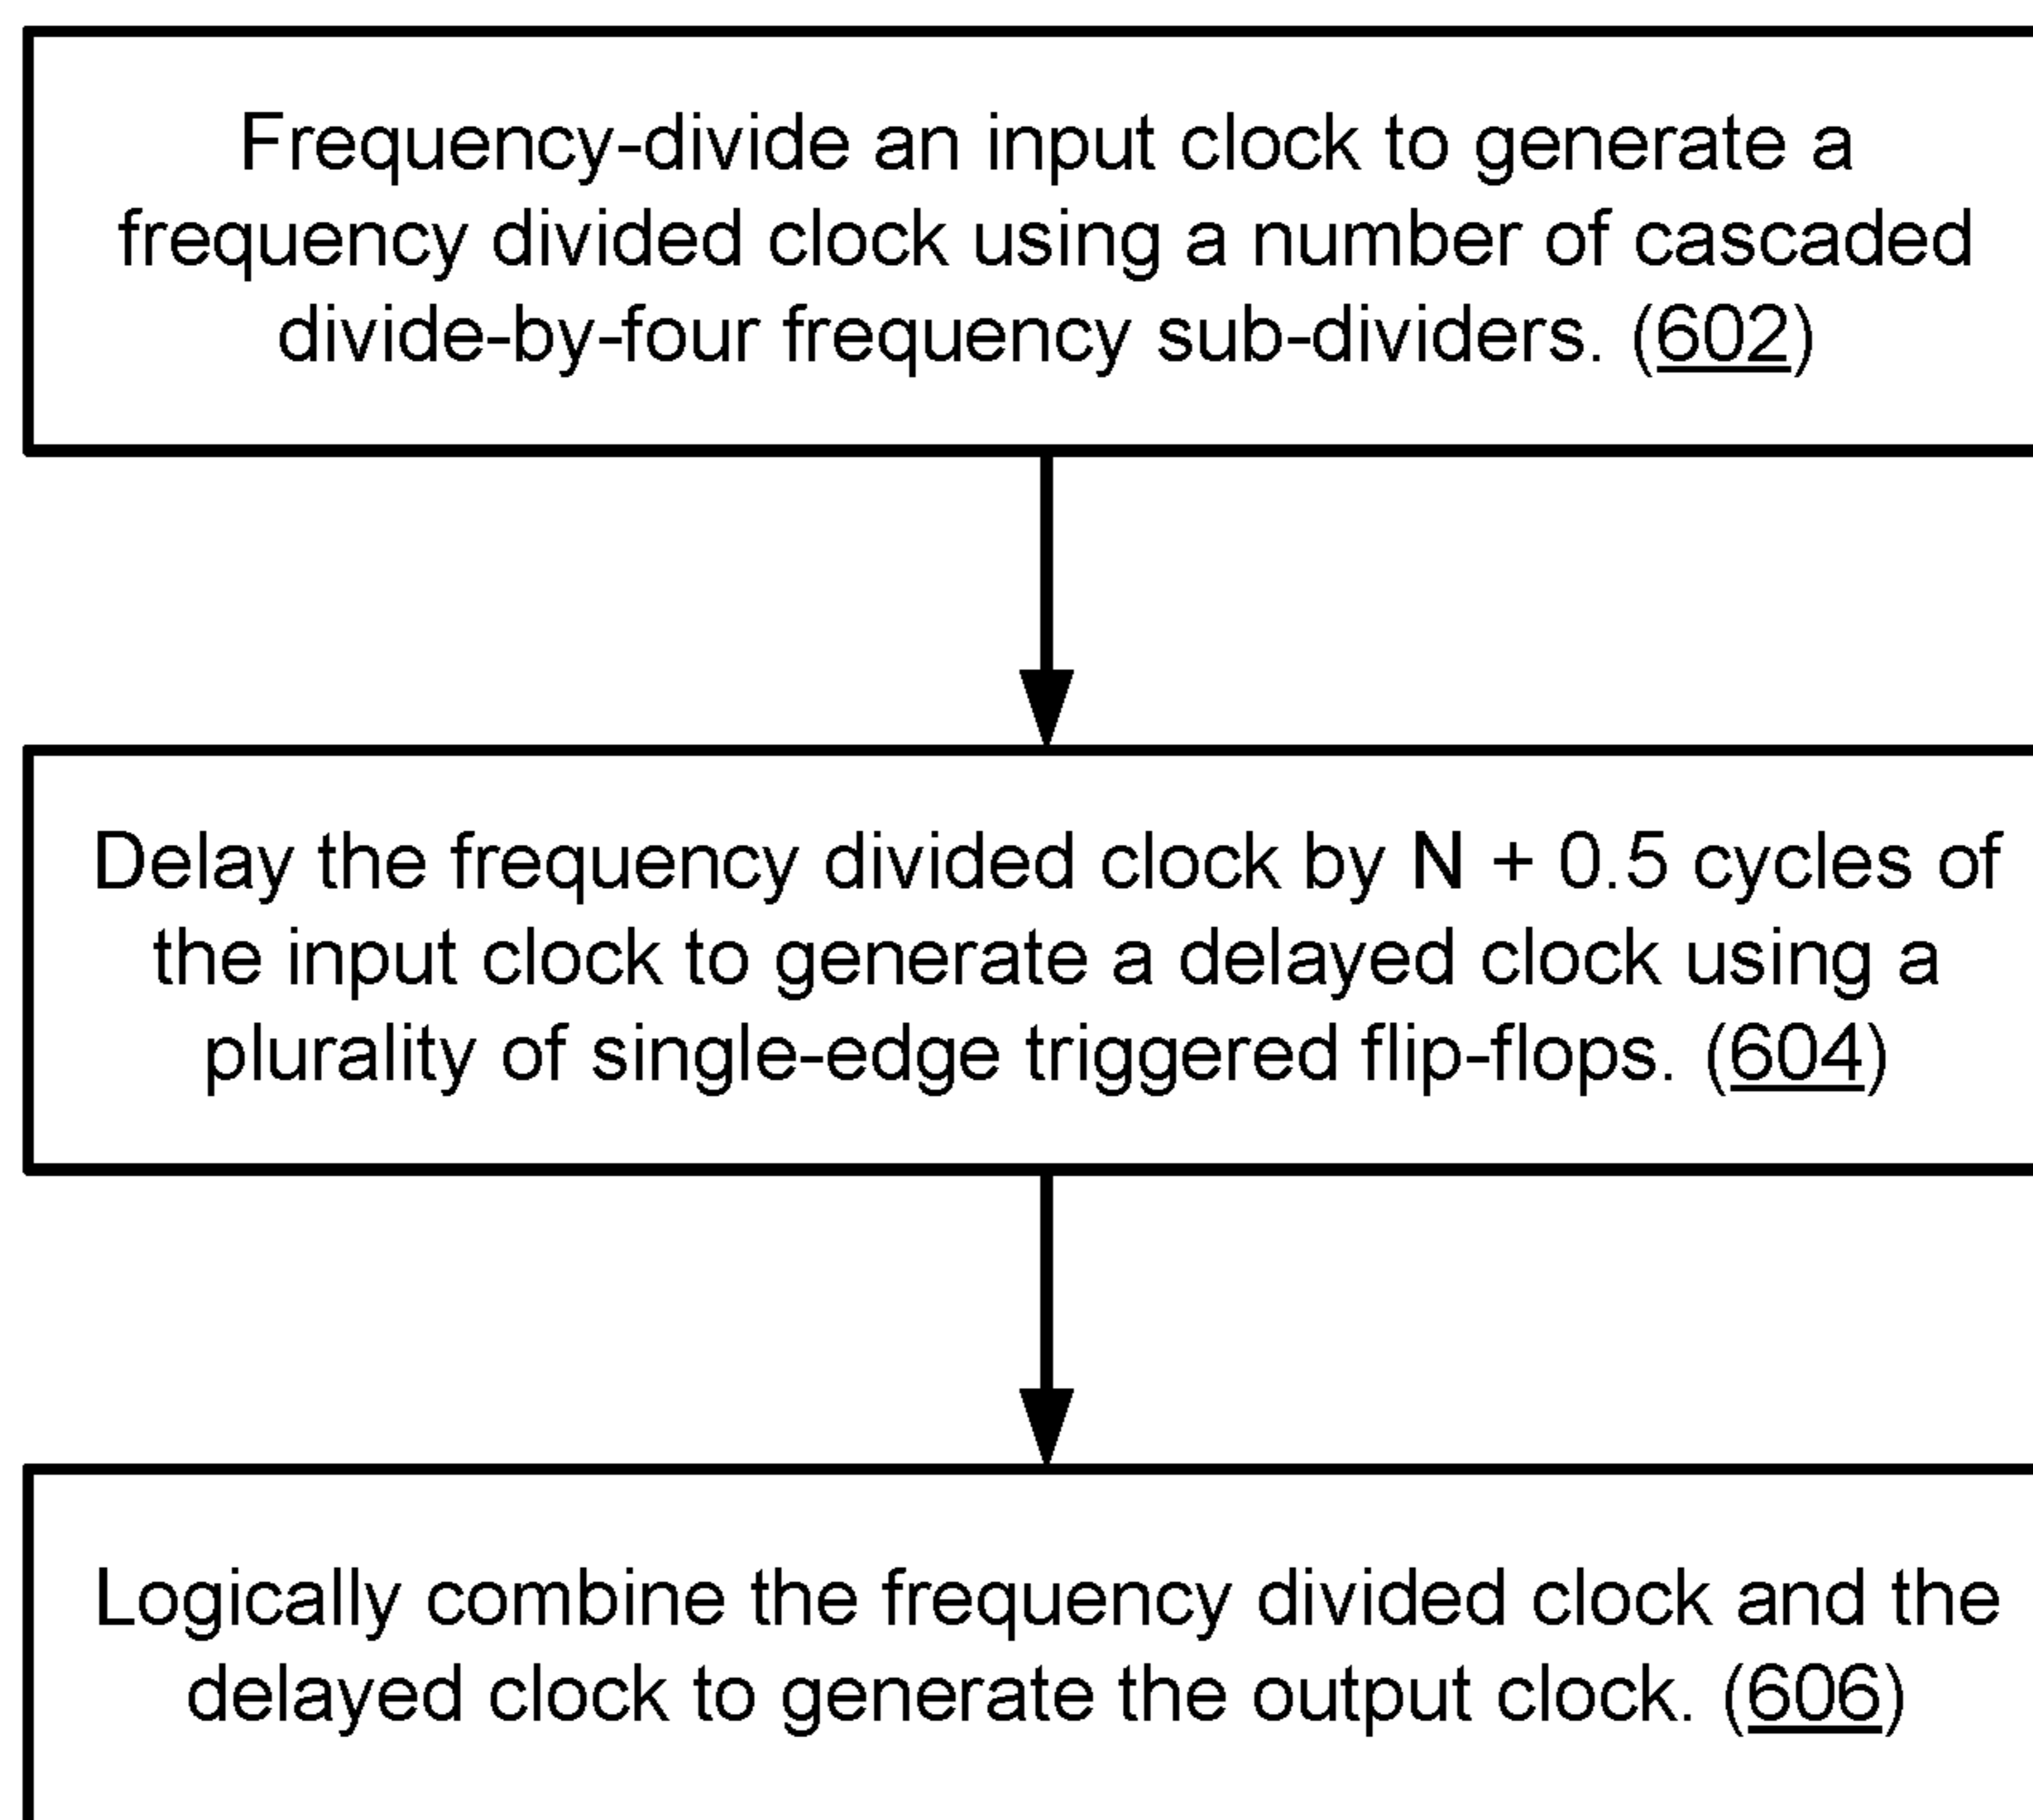 Frequency-divide an input clock to generate a
frequency divided clock using a number of cascaded
divide-by-four frequency sub-dividers. (602)
Delay the frequency divided clock by N + 0.5 cycles of
the input clock to generate a delayed clock using a
plurality of single-edge triggered flip-flops. (604)
Logically combine the frequency divided clock and the
delayed clock to generate the output clock. (606)